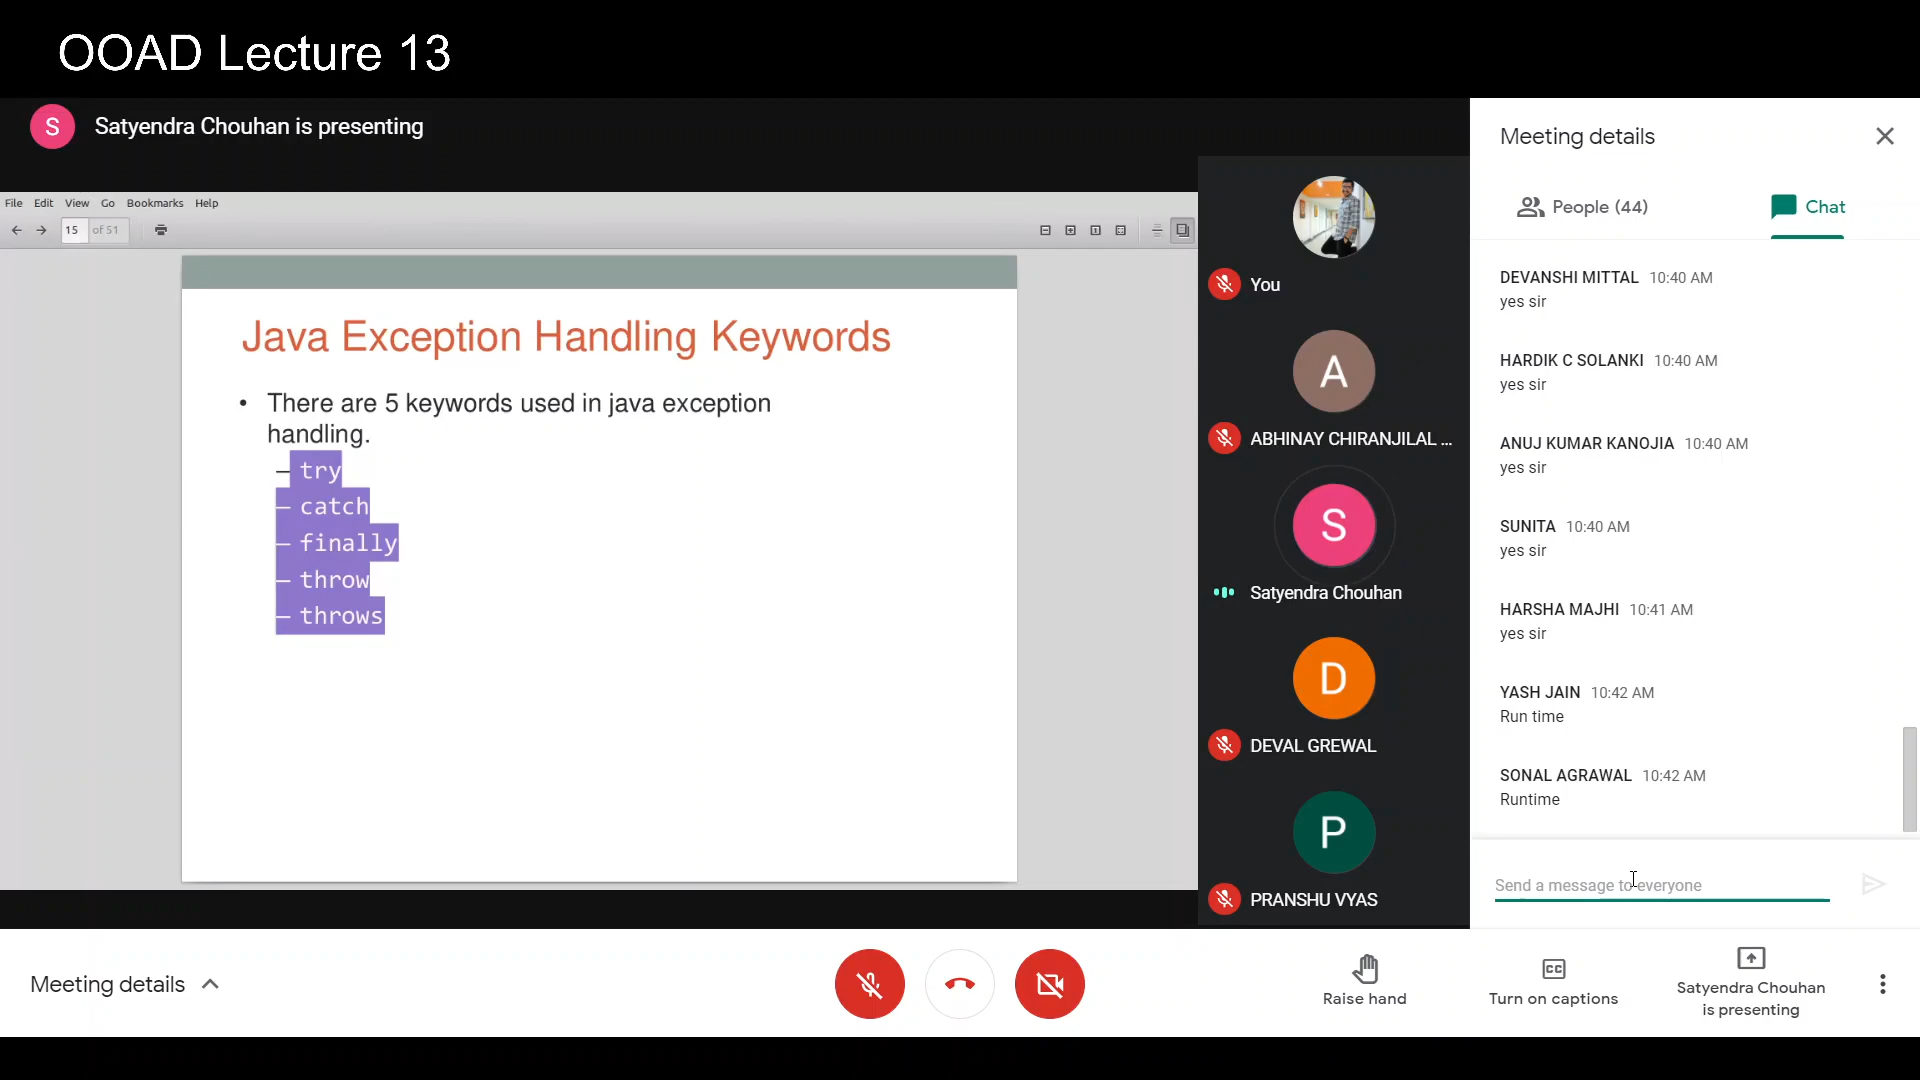 OOAD Lecture 13
S
Satyendra Chouhan is presenting
File Edit View Go Bookmarks Help
15 of 51
Java Exception Handling Keywords
• There are 5 keywords used in java exception
handling.
– try
– catch
– finally
– throw
– throws
You
A
ABHINAY CHIRANJILAL ...
S
Satyendra Chouhan
D
DEVAL GREWAL
P
PRANSHU VYAS
Meeting details
People (44)
Chat
DEVANSHI MITTAL 10:40 AM
yes sir
HARDIK C SOLANKI 10:40 AM
yes sir
ANUJ KUMAR KANOJIA 10:40 AM
yes sir
SUNITA 10:40 AM
yes sir
HARSHA MAJHI 10:41 AM
yes sir
YASH JAIN 10:42 AM
Run time
SONAL AGRAWAL 10:42 AM
Runtime
Send a message to everyone
Meeting details
Raise hand
CC
Turn on captions
Satyendra Chouhan
is presenting